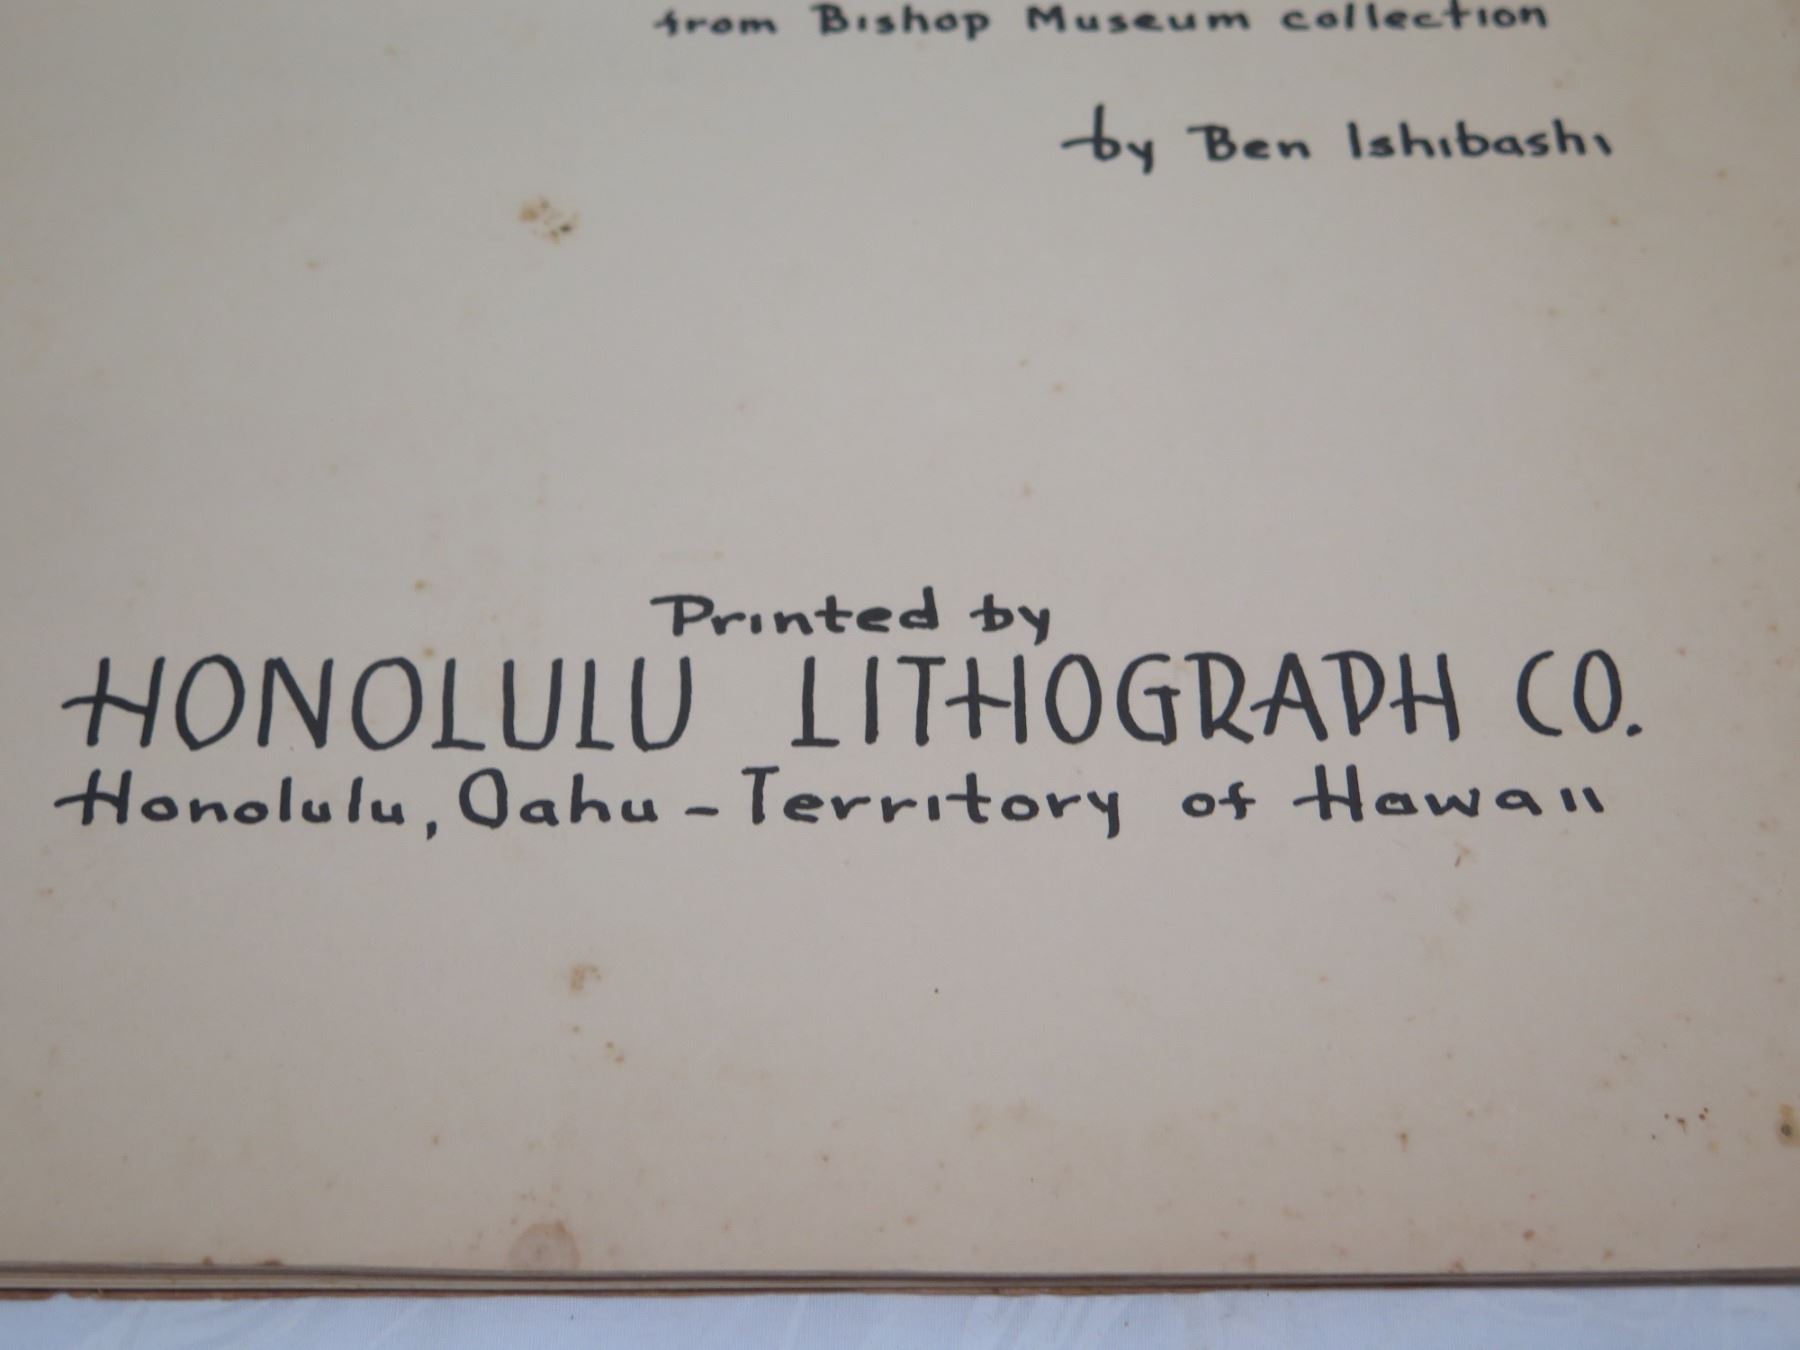 from Bishop Museum collection
by Ben Ishibashi
Printed by
HONOLULU LITHOGRAPH CO.
Honolulu, Oahu - Territory of Hawaii